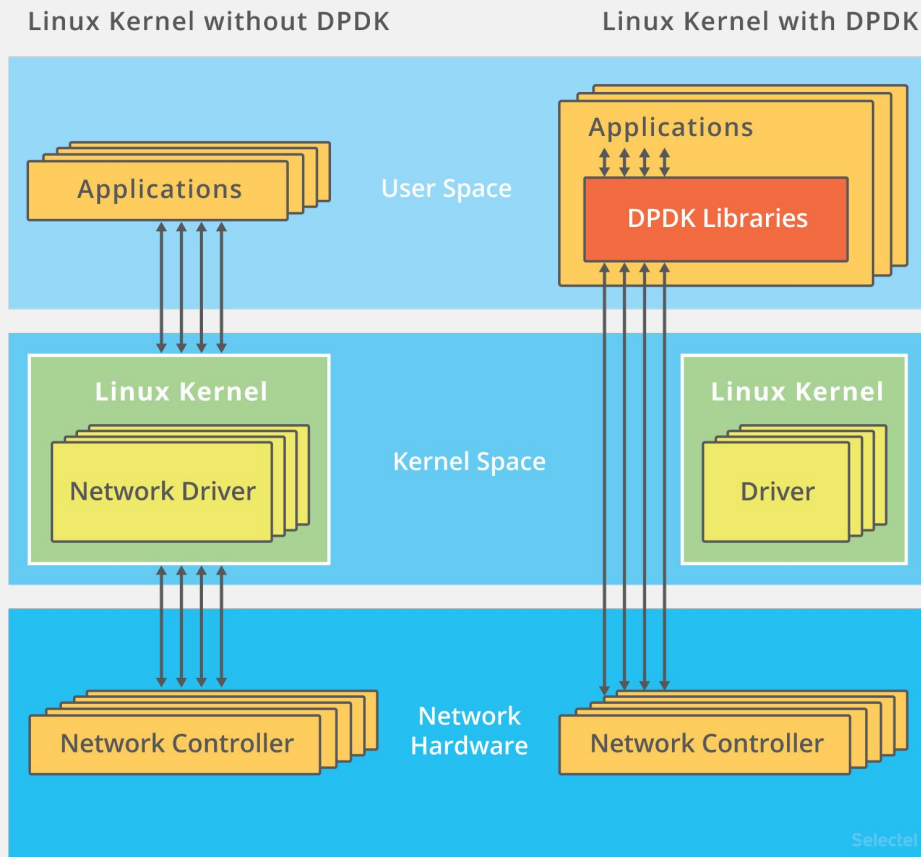 Linux Kernel without DPDK
Linux Kernel with DPDK
Applications
User Space
Applications
DPDK Libraries
Linux Kernel
Network Driver
Kernel Space
Linux Kernel
Driver
Network Controller
Network
Hardware
Network Controller
Selectel